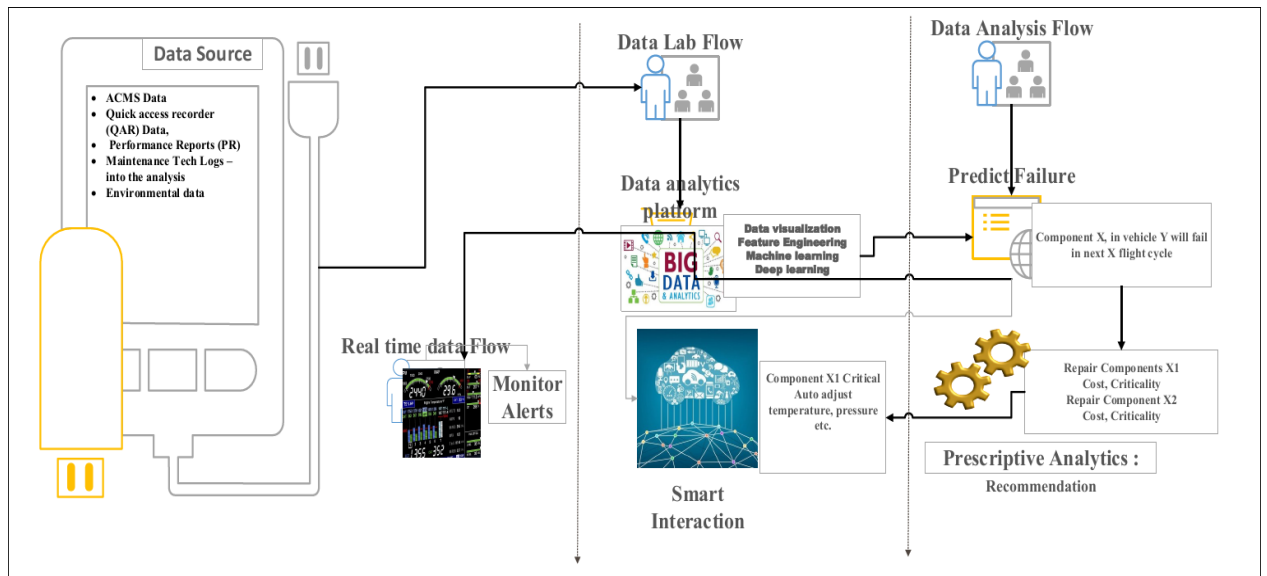 Data Source
• ACMS Data
• Quick access recorder
(QAR) Data,
• Performance Reports (PR)
• Maintenance Tech Logs –
into the analysis
• Environmental data
Real time data Flow
Monitor
Alerts
2440
Data Lab Flow
Data analytics
platform
BIG
DATA
& ANALYTICS
Data visualization
Feature Engineering
Machine learning
Deep learning
Component X1 Critical
Auto adjust
temperature, pressure
etc.
Smart
Interaction
Data Analysis Flow
Predict Failure
Component X, in vehicle Y will fail
in next X flight cycle
Repair Components X1
Cost, Criticality
Repair Component X2
Cost, Criticality
Prescriptive Analytics :
Recommendation